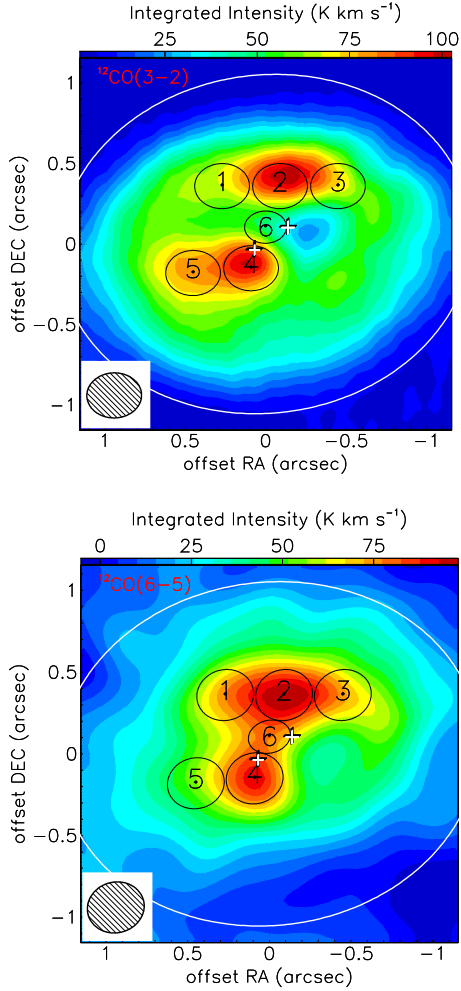 Integrated Intensity (K km s⁻¹)
25 50 75 100
¹²CO(3−2)
1 2 3
6
5 4
1
0.5
0
−0.5
−1
offset DEC (arcsec)
1 0.5 0 −0.5 −1
offset RA (arcsec)
Integrated Intensity (K km s⁻¹)
0 25 50 75
¹²CO(6−5)
1 2 3
6
5 4
1
0.5
0
−0.5
−1
offset DEC (arcsec)
1 0.5 0 −0.5 −1
offset RA (arcsec)